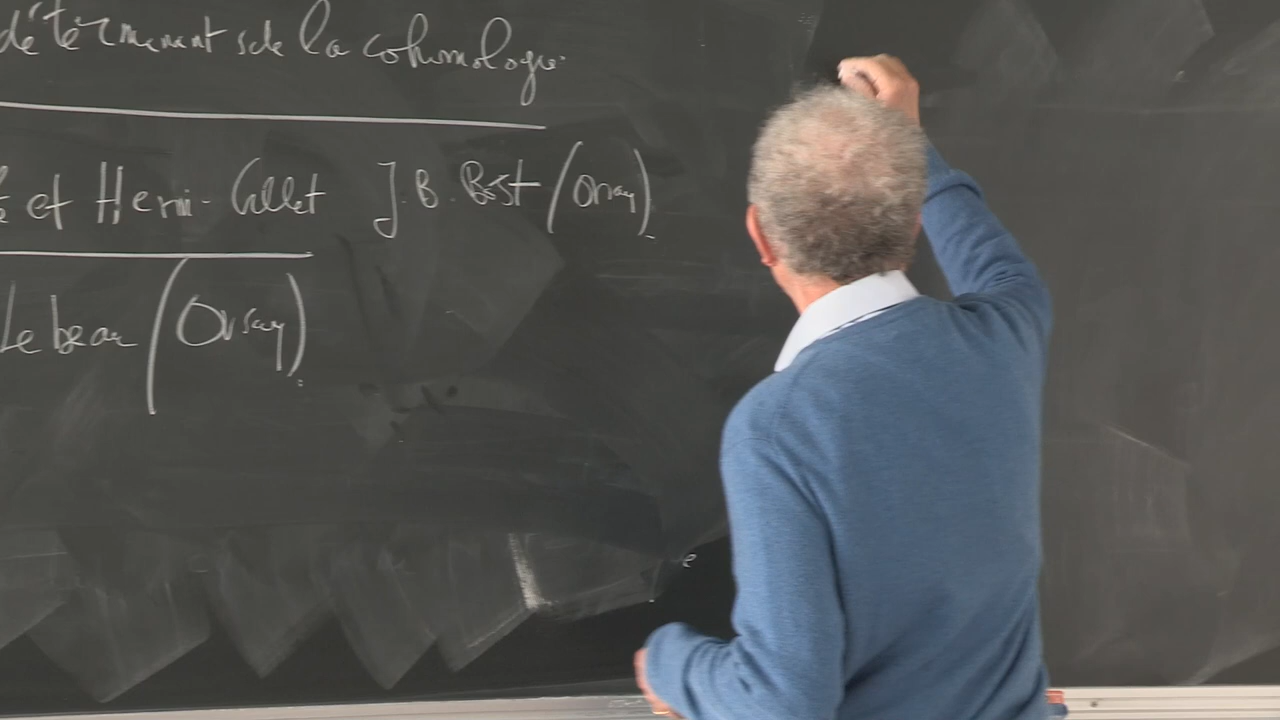 déterminant de la cohomologie.
et Henri Gillet J.B. Bost (Orsay).
Lebeau (Orsay).